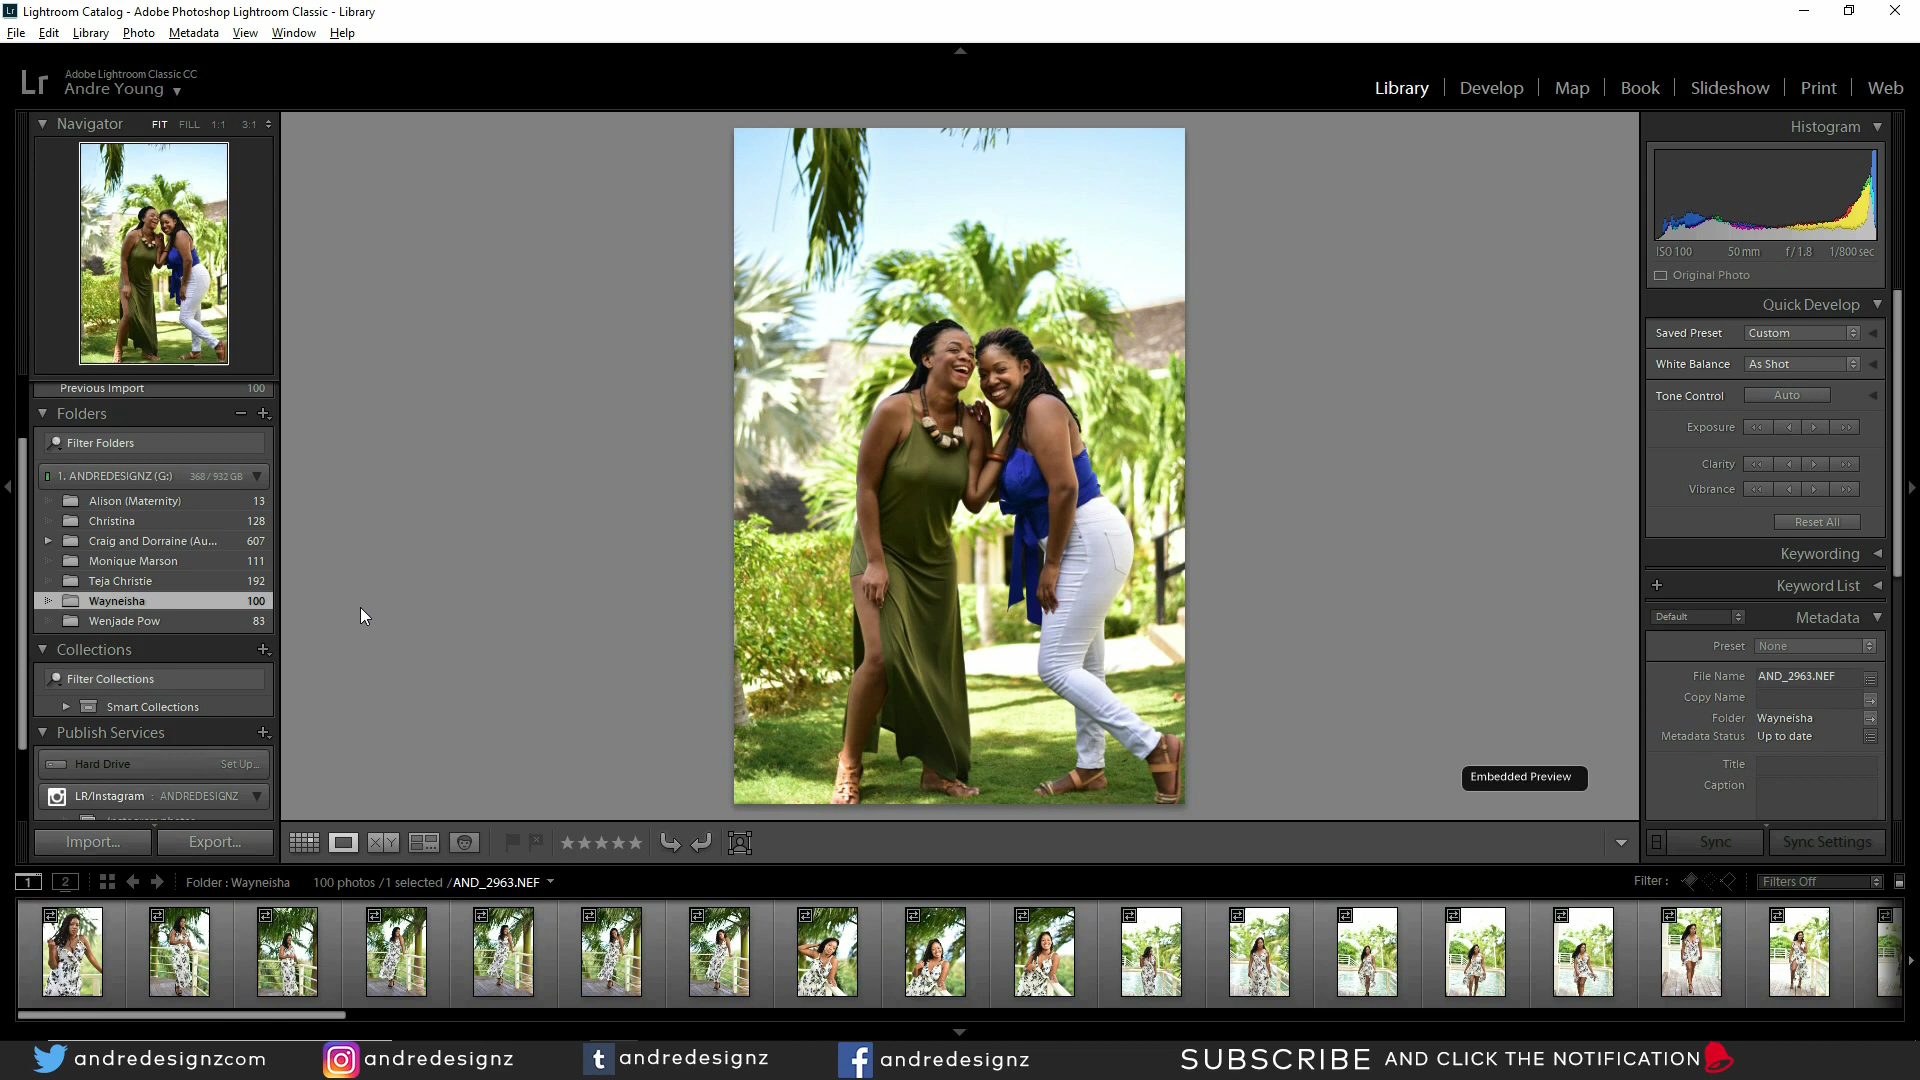 Lightroom Catalog - Adobe Photoshop Lightroom Classic - Library
File Edit Library Photo Metadata View Window Help
Lr
Adobe Lightroom Classic CC
Andre Young
Library | Develop | Map | Book | Slideshow | Print | Web
Navigator FIT FILL 1:1 3:1
Previous Import 100
Folders
Filter Folders
1. ANDREDESIGNZ (G:) 368 / 932 GB
Alison (Maternity) 13
Christina 128
Craig and Dorraine (Au... 607
Monique Marson 111
Teja Christie 192
Wayneisha 100
Wenjade Pow 83
Collections
Filter Collections
Smart Collections
Publish Services
Hard Drive Set Up...
LR/Instagram : ANDREDESIGNZ
Import... Export...
Embedded Preview
Histogram
ISO 100 50 mm f / 1.8 1/800 sec
Original Photo
Quick Develop
Saved Preset Custom
White Balance As Shot
Tone Control Auto
Exposure
Clarity
Vibrance
Reset All
Keywording
Keyword List
Default Metadata
Preset None
File Name AND_2963.NEF
Copy Name
Folder Wayneisha
Metadata Status Up to date
Title
Caption
Sync Sync Settings
1 2 Folder : Wayneisha 100 photos / 1 selected / AND_2963.NEF
Filter : Filters Off
andredesignzcom andredesignz andredesignz andredesignz SUBSCRIBE AND CLICK THE NOTIFICATION